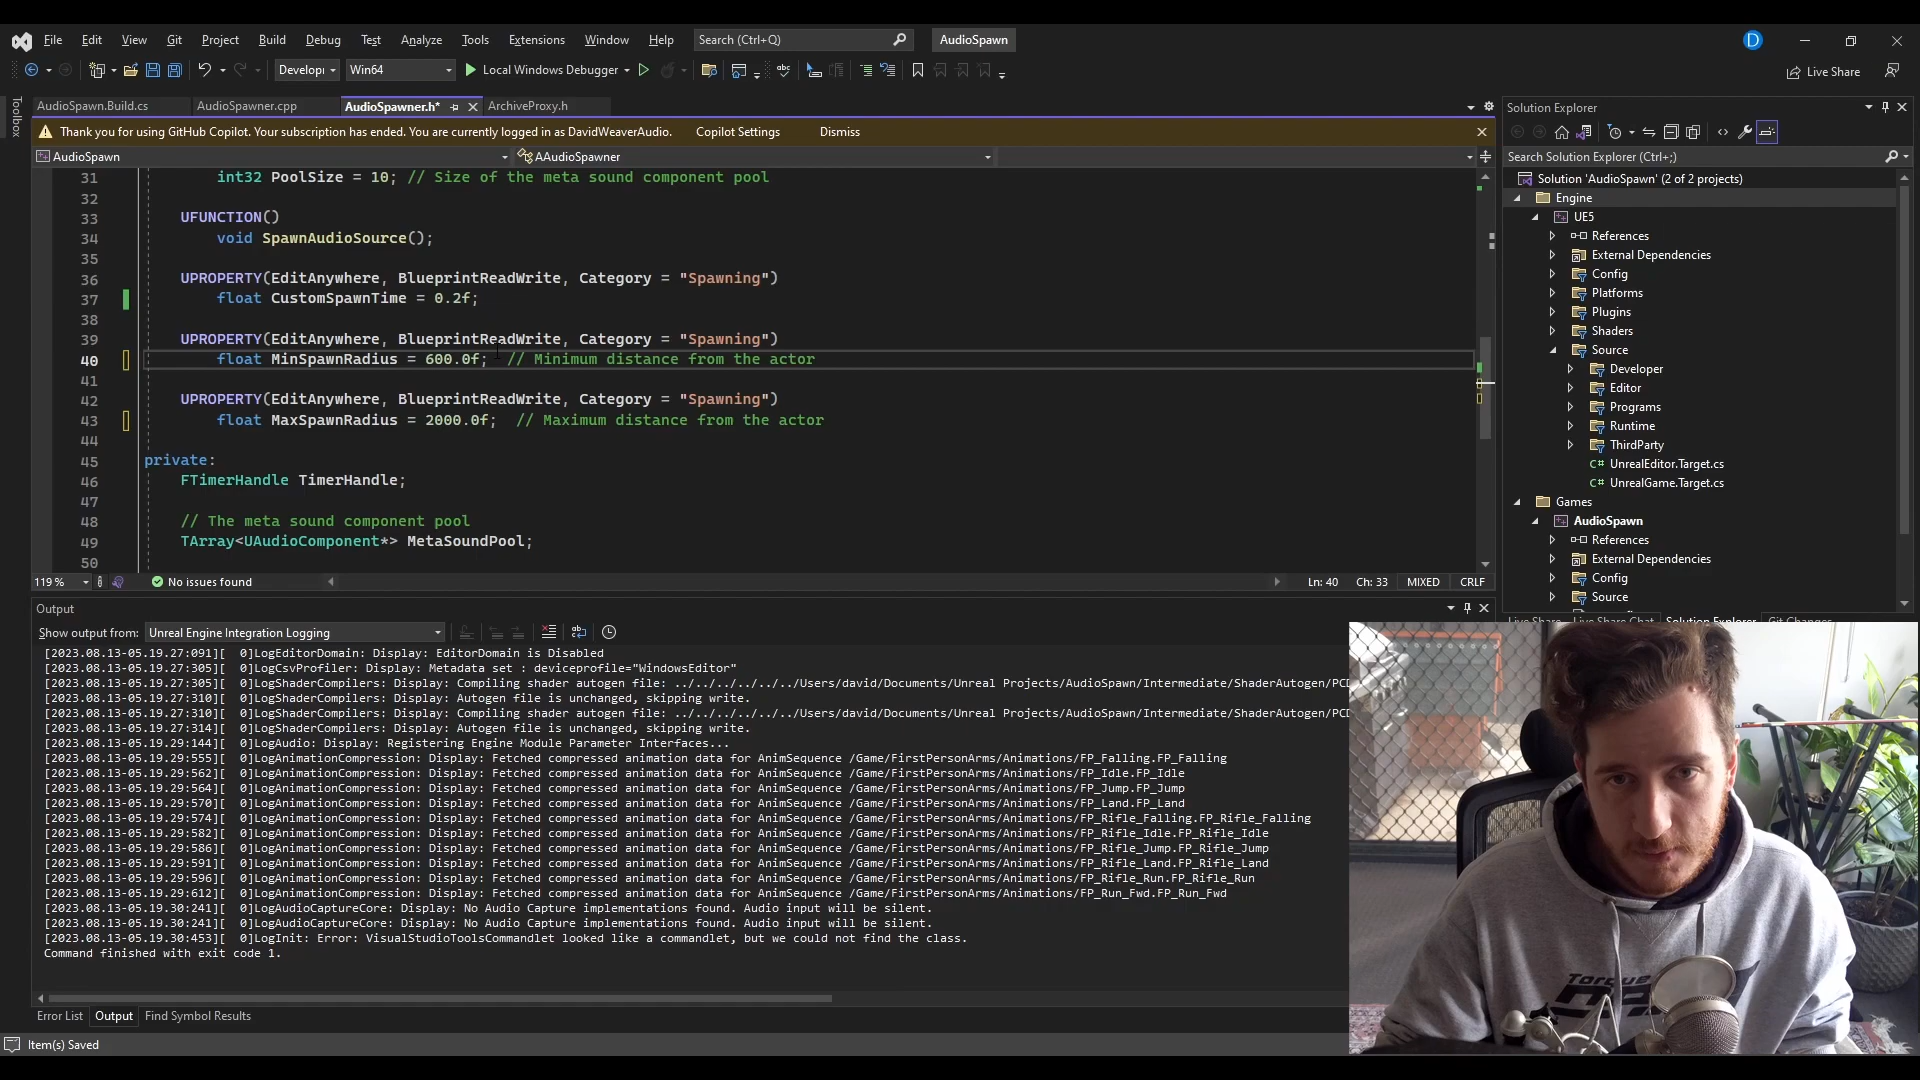 File Edit View Git Project Build Debug Test Analyze Tools Extensions Window Help Search (Ctrl+Q) AudioSpawn D
Develop Win64 Local Windows Debugger Live Share
Toolbox
AudioSpawn.Build.cs AudioSpawner.cpp AudioSpawner.h* ArchiveProxy.h
Thank you for using GitHub Copilot. Your subscription has ended. You are currently logged in as DavidWeaverAudio. Copilot Settings Dismiss
AudioSpawn AAudioSpawner
31 int32 PoolSize = 10; // Size of the meta sound component pool
32
33 UFUNCTION()
34 void SpawnAudioSource();
35
36 UPROPERTY(EditAnywhere, BlueprintReadWrite, Category = "Spawning")
37 float CustomSpawnTime = 0.2f;
38
39 UPROPERTY(EditAnywhere, BlueprintReadWrite, Category = "Spawning")
40 float MinSpawnRadius = 600.0f; // Minimum distance from the actor
41
42 UPROPERTY(EditAnywhere, BlueprintReadWrite, Category = "Spawning")
43 float MaxSpawnRadius = 2000.0f; // Maximum distance from the actor
44
45 private:
46 FTimerHandle TimerHandle;
47
48 // The meta sound component pool
49 TArray<UAudioComponent*> MetaSoundPool;
50
119 % No issues found Ln: 40 Ch: 33 MIXED CRLF
Output
Show output from: Unreal Engine Integration Logging
[2023.08.13-05.19.27:091][ 0]LogEditorDomain: Display: EditorDomain is Disabled
[2023.08.13-05.19.27:305][ 0]LogCsvProfiler: Display: Metadata set : deviceprofile="WindowsEditor"
[2023.08.13-05.19.27:305][ 0]LogShaderCompilers: Display: Compiling shader autogen file: ../../../../../../Users/david/Documents/Unreal Projects/AudioSpawn/Intermediate/ShaderAutogen/PCD
[2023.08.13-05.19.27:310][ 0]LogShaderCompilers: Display: Autogen file is unchanged, skipping write.
[2023.08.13-05.19.27:310][ 0]LogShaderCompilers: Display: Compiling shader autogen file: ../../../../../../Users/david/Documents/Unreal Projects/AudioSpawn/Intermediate/ShaderAutogen/PCD
[2023.08.13-05.19.27:314][ 0]LogShaderCompilers: Display: Autogen file is unchanged, skipping write.
[2023.08.13-05.19.29:144][ 0]LogAudio: Display: Registering Engine Module Parameter Interfaces...
[2023.08.13-05.19.29:555][ 0]LogAnimationCompression: Display: Fetched compressed animation data for AnimSequence /Game/FirstPersonArms/Animations/FP_Falling.FP_Falling
[2023.08.13-05.19.29:562][ 0]LogAnimationCompression: Display: Fetched compressed animation data for AnimSequence /Game/FirstPersonArms/Animations/FP_Idle.FP_Idle
[2023.08.13-05.19.29:564][ 0]LogAnimationCompression: Display: Fetched compressed animation data for AnimSequence /Game/FirstPersonArms/Animations/FP_Jump.FP_Jump
[2023.08.13-05.19.29:570][ 0]LogAnimationCompression: Display: Fetched compressed animation data for AnimSequence /Game/FirstPersonArms/Animations/FP_Land.FP_Land
[2023.08.13-05.19.29:574][ 0]LogAnimationCompression: Display: Fetched compressed animation data for AnimSequence /Game/FirstPersonArms/Animations/FP_Rifle_Falling.FP_Rifle_Falling
[2023.08.13-05.19.29:582][ 0]LogAnimationCompression: Display: Fetched compressed animation data for AnimSequence /Game/FirstPersonArms/Animations/FP_Rifle_Idle.FP_Rifle_Idle
[2023.08.13-05.19.29:586][ 0]LogAnimationCompression: Display: Fetched compressed animation data for AnimSequence /Game/FirstPersonArms/Animations/FP_Rifle_Jump.FP_Rifle_Jump
[2023.08.13-05.19.29:591][ 0]LogAnimationCompression: Display: Fetched compressed animation data for AnimSequence /Game/FirstPersonArms/Animations/FP_Rifle_Land.FP_Rifle_Land
[2023.08.13-05.19.29:596][ 0]LogAnimationCompression: Display: Fetched compressed animation data for AnimSequence /Game/FirstPersonArms/Animations/FP_Rifle_Run.FP_Rifle_Run
[2023.08.13-05.19.29:612][ 0]LogAnimationCompression: Display: Fetched compressed animation data for AnimSequence /Game/FirstPersonArms/Animations/FP_Run_Fwd.FP_Run_Fwd
[2023.08.13-05.19.30:241][ 0]LogAudioCaptureCore: Display: No Audio Capture implementations found. Audio input will be silent.
[2023.08.13-05.19.30:241][ 0]LogAudioCaptureCore: Display: No Audio Capture implementations found. Audio input will be silent.
[2023.08.13-05.19.30:453][ 0]LogInit: Error: VisualStudioToolsCommandlet looked like a commandlet, but we could not find the class.
Command finished with exit code 1.
Error List Output Find Symbol Results
Item(s) Saved
Solution Explorer
Search Solution Explorer (Ctrl+;)
Solution 'AudioSpawn' (2 of 2 projects)
Engine
UE5
References
External Dependencies
Config
Platforms
Plugins
Shaders
Source
Developer
Editor
Programs
Runtime
ThirdParty
C# UnrealEditor.Target.cs
C# UnrealGame.Target.cs
Games
AudioSpawn
References
External Dependencies
Config
Source
Live Share Live Share Chat Solution Explorer Git Changes
Torque